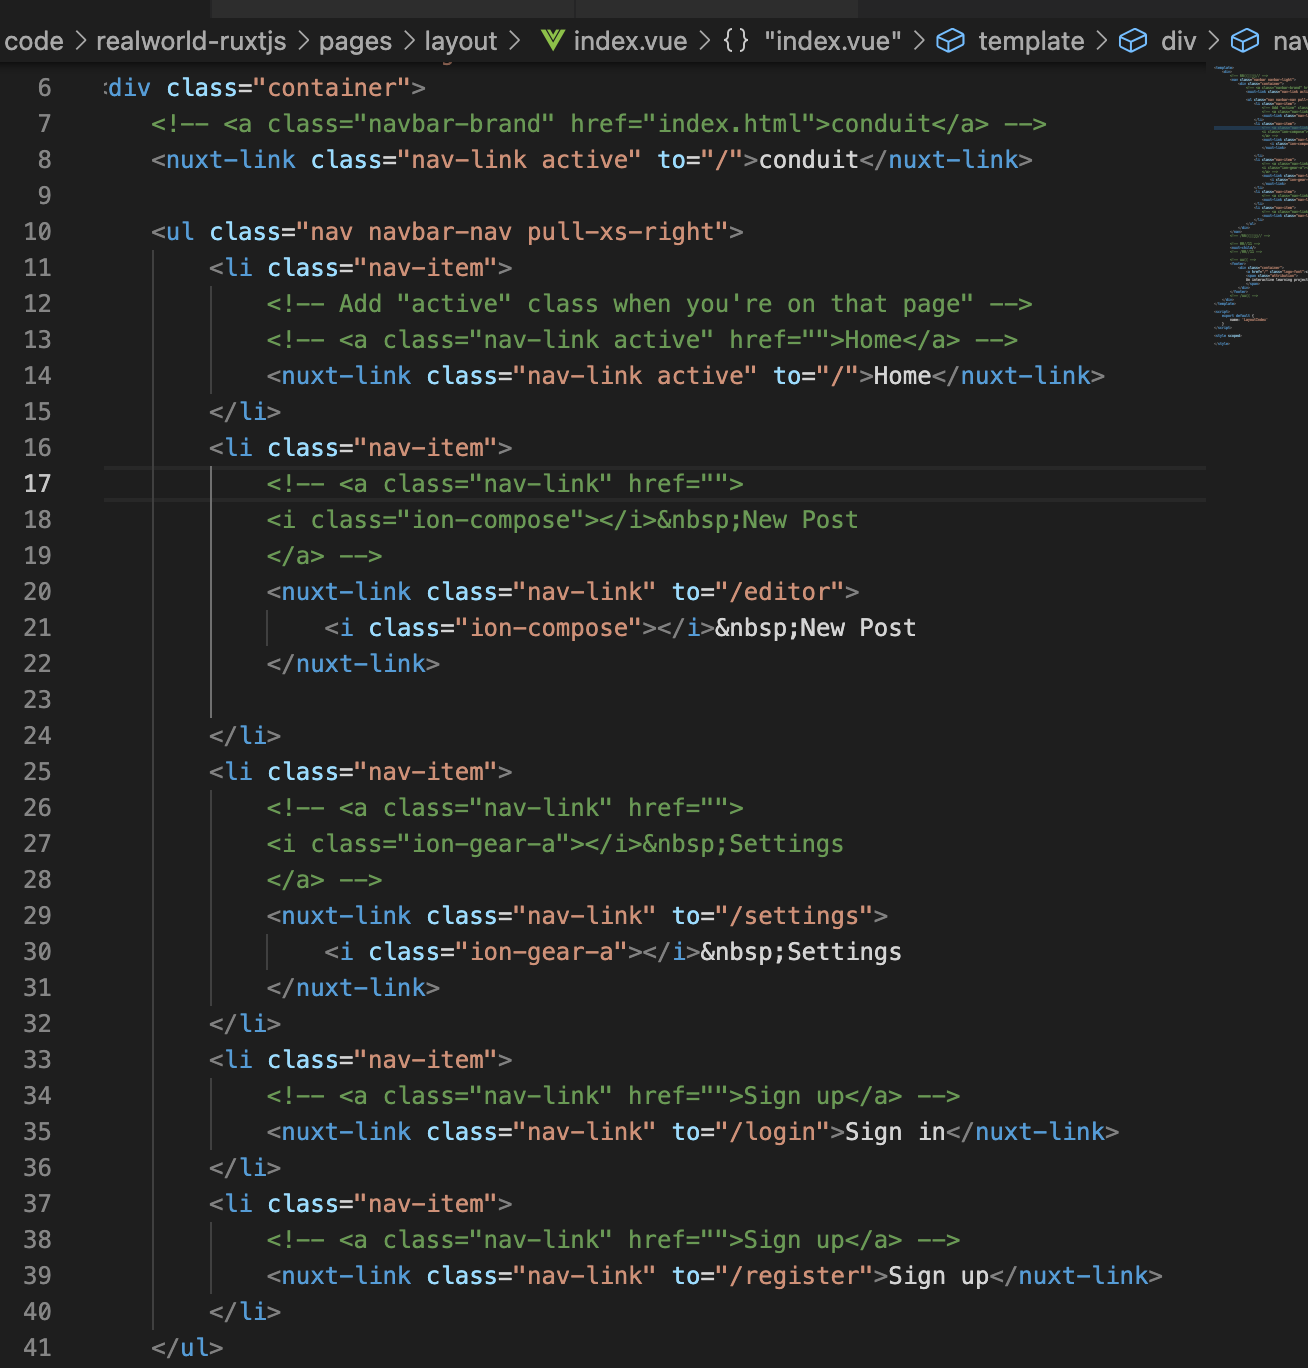 code > realworld-ruxtjs > pages > layout > index.vue > {} "index.vue" > template > div > nav
6 div class="container">
7 <!-- <a class="navbar-brand" href="index.html">conduit</a> -->
8 <nuxt-link class="nav-link active" to="/">conduit</nuxt-link>
9
10 <ul class="nav navbar-nav pull-xs-right">
11 <li class="nav-item">
12 <!-- Add "active" class when you're on that page" -->
13 <!-- <a class="nav-link active" href="">Home</a> -->
14 <nuxt-link class="nav-link active" to="/">Home</nuxt-link>
15 </li>
16 <li class="nav-item">
17 <!-- <a class="nav-link" href="">
18 <i class="ion-compose"></i>&nbsp;New Post
19 </a> -->
20 <nuxt-link class="nav-link" to="/editor">
21 <i class="ion-compose"></i>&nbsp;New Post
22 </nuxt-link>
23
24 </li>
25 <li class="nav-item">
26 <!-- <a class="nav-link" href="">
27 <i class="ion-gear-a"></i>&nbsp;Settings
28 </a> -->
29 <nuxt-link class="nav-link" to="/settings">
30 <i class="ion-gear-a"></i>&nbsp;Settings
31 </nuxt-link>
32 </li>
33 <li class="nav-item">
34 <!-- <a class="nav-link" href="">Sign up</a> -->
35 <nuxt-link class="nav-link" to="/login">Sign in</nuxt-link>
36 </li>
37 <li class="nav-item">
38 <!-- <a class="nav-link" href="">Sign up</a> -->
39 <nuxt-link class="nav-link" to="/register">Sign up</nuxt-link>
40 </li>
41 </ul>